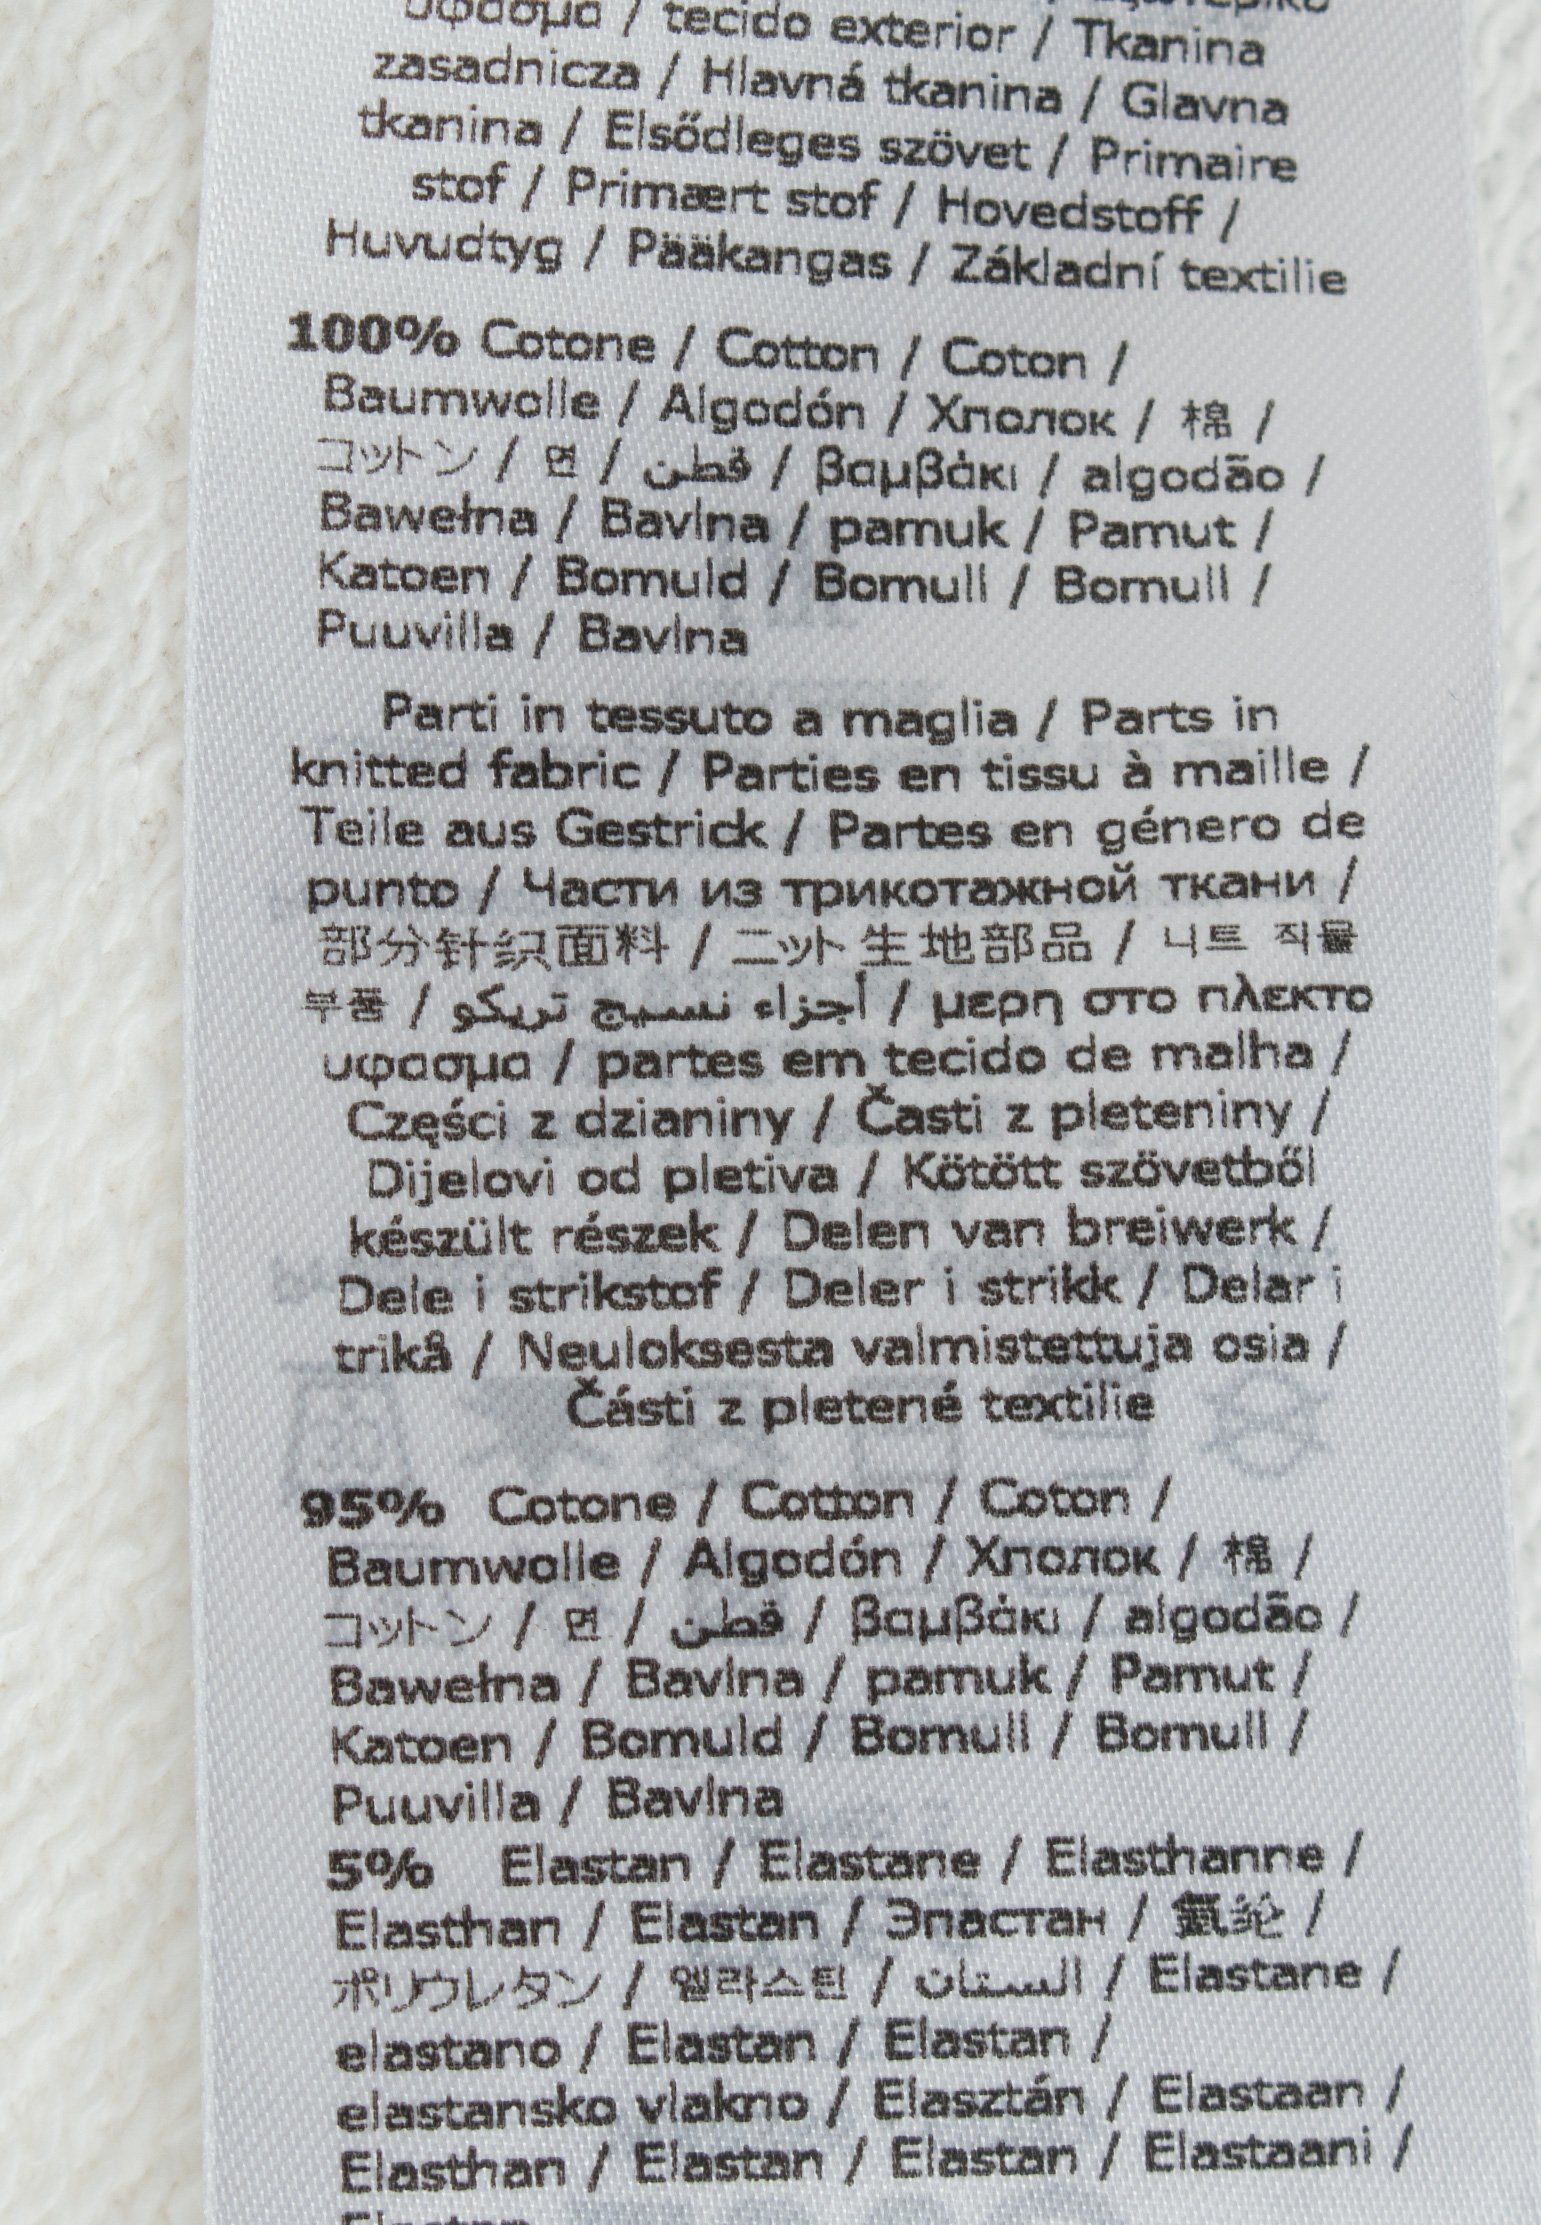 υφασμα / tecido exterior / Tkanina
zasadnicza / Hlavná tkanina / Glavna
tkanina / Elsődleges szövet / Primaire
stof / Primært stof / Hovedstoff /
Huvudtyg / Pääkangas / Základní textilie
100% Cotone / Cotton / Coton /
Baumwolle / Algodón / Хлопок / 棉 /
コットン / 면 / قطن / βαμβάκι / algodão /
Bawełna / Bavlna / pamuk / Pamut /
Katoen / Bomuld / Bomull / Bomull /
Puuvilla / Bavlna
Parti in tessuto a maglia / Parts in
knitted fabric / Parties en tissu à maille /
Teile aus Gestrick / Partes en género de
punto / Части из трикотажной ткани /
部分针织面料 / ニット生地部品 / 니트 직물
부품 / أجزاء نسيج تريكو / μερη στο πλεκτο
υφασμα / partes em tecido de malha /
Części z dzianiny / Časti z pleteniny /
Dijelovi od pletiva / Kötött szövetből
készült részek / Delen van breiwerk /
Dele i strikstof / Deler i strikk / Delar i
trikå / Neuloksesta valmistettuja osia /
Části z pletené textilie
95% Cotone / Cotton / Coton /
Baumwolle / Algodón / Хлопок / 棉 /
コットン / 면 / قطن / βαμβάκι / algodão /
Bawełna / Bavlna / pamuk / Pamut /
Katoen / Bomuld / Bomull / Bomull /
Puuvilla / Bavlna
5% Elastan / Elastane / Elasthanne /
Elasthan / Elastan / Эластан / 氨纶 /
ポリウレタン / 엘라스틴 / الستان / Elastane /
elastano / Elastan / Elastan /
elastansko vlakno / Elasztán / Elastaan /
Elasthan / Elastan / Elastan / Elastaani /